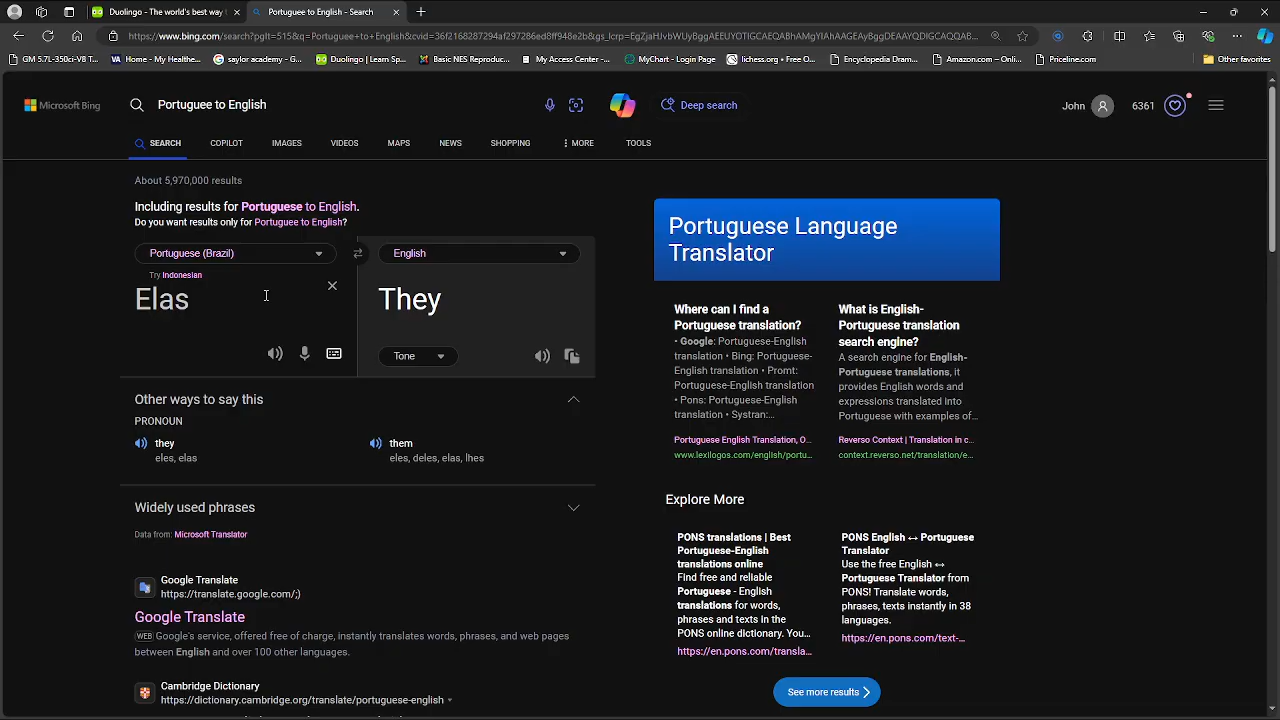 Duolingo - The world's best way
Portuguee to English - Search
https://www.bing.com/search?pglt=515&q=Portuguee+to+English&cvid=
GM 5.7L-350ci-V8 T...
Home - My Healthe...
saylor academy - G...
Duolingo | Learn Sp...
Basic NES Reproduc...
My Access Center -...
MyChart - Login Page
lichess.org • Free O...
Encyclopedia Dram...
Amazon.com - Onli...
Priceline.com
Other favorites
Microsoft Bing
Portuguee to English
Deep search
John
6361
SEARCH
COPILOT
IMAGES
VIDEOS
MAPS
NEWS
SHOPPING
MORE
TOOLS
About 5,970,000 results
Including results for Portuguese to English.
Do you want results only for Portuguee to English?
Portuguese (Brazil)
English
Try Indonesian
Elas
They
Tone
Other ways to say this
PRONOUN
they
eles, elas
them
eles, deles, elas, lhes
Widely used phrases
Data from: Microsoft Translator
Google Translate
https://translate.google.com/;)
Google Translate
WEB Google's service, offered free of charge, instantly translates words, phrases, and web pages
between English and over 100 other languages.
Cambridge Dictionary
https://dictionary.cambridge.org/translate/portuguese-english
Portuguese Language
Translator
Where can I find a
Portuguese translation?
• Google: Portuguese-English
translation • Bing: Portuguese-
English translation • Promt:
Portuguese-English translation
• Pons: Portuguese-English
translation • Systran:...
Portuguese English Translation, O...
www.lexilogos.com/english/portu...
What is English-
Portuguese translation
search engine?
A search engine for English-
Portuguese translations, it
provides English words and
expressions translated into
Portuguese with examples of...
Reverso Context | Translation in c...
context.reverso.net/translation/e...
Explore More
PONS translations | Best
Portuguese-English
translations online
Find free and reliable
Portuguese - English
translations for words,
phrases and texts in the
PONS online dictionary. You...
https://en.pons.com/transla...
PONS English ↔ Portuguese
Translator
Use the free English ↔
Portuguese Translator from
PONS! Translate words,
phrases, texts instantly in 38
languages.
https://en.pons.com/text-...
See more results